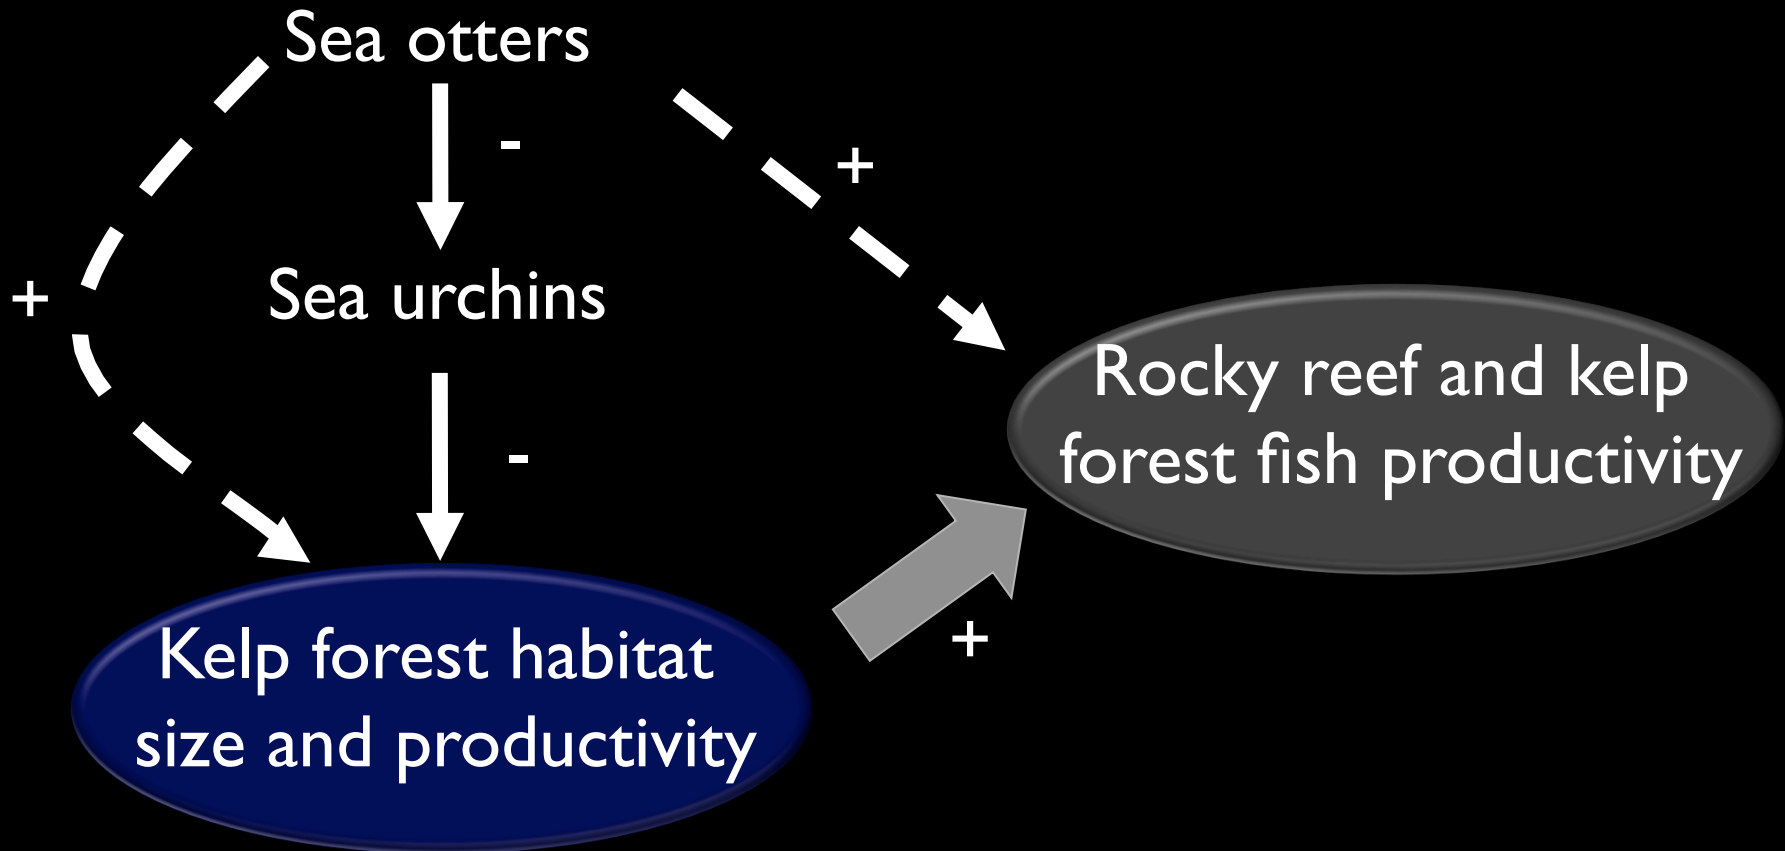 Sea otters
-
+
+
Sea urchins
-
Rocky reef and kelp
forest fish productivity
+
Kelp forest habitat
size and productivity